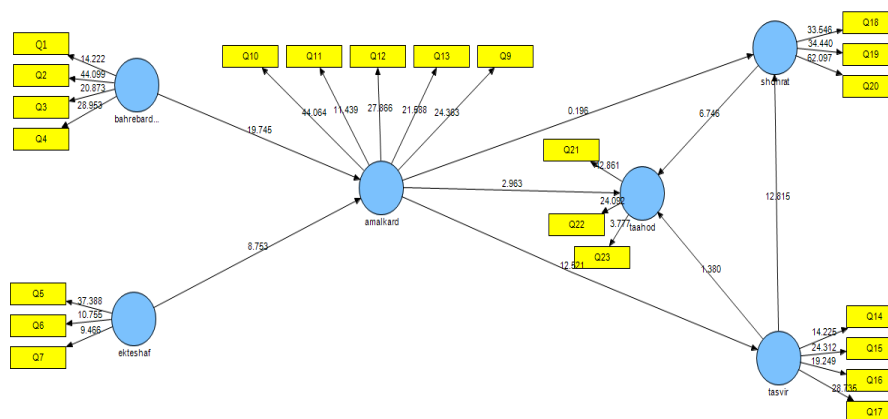 Q1
14.222
Q2
44.099
Q3
20.873
Q4
28.953
bahrebard...
19.745
Q10
Q11
Q12
Q13
Q9
44.064
11.439
27.866
21.588
24.383
amalkard
Q5
37.388
Q6
10.755
Q7
9.466
ekteshaf
8.753
0.196
2.963
12.521
Q21
42.861
Q22
24.092
Q23
3.777
taahod
6.746
1.380
12.815
Q18
33.646
Q19
34.440
Q20
62.097
shohrat
Q14
14.225
Q15
24.312
Q16
19.249
Q17
28.735
tasvir